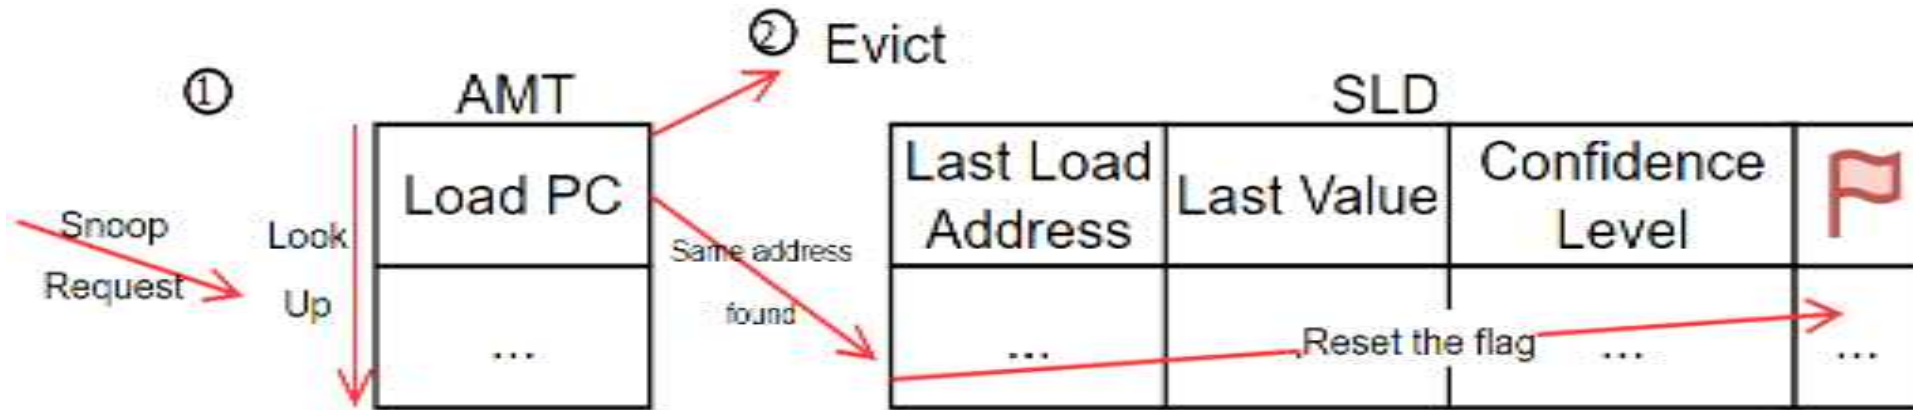 ① ② Evict
AMT SLD
Load PC
Last Load
Address
Last Value
Confidence
Level
Snoop
Request
Look
Up
Same address
found
...
...
Reset the flag
...
...